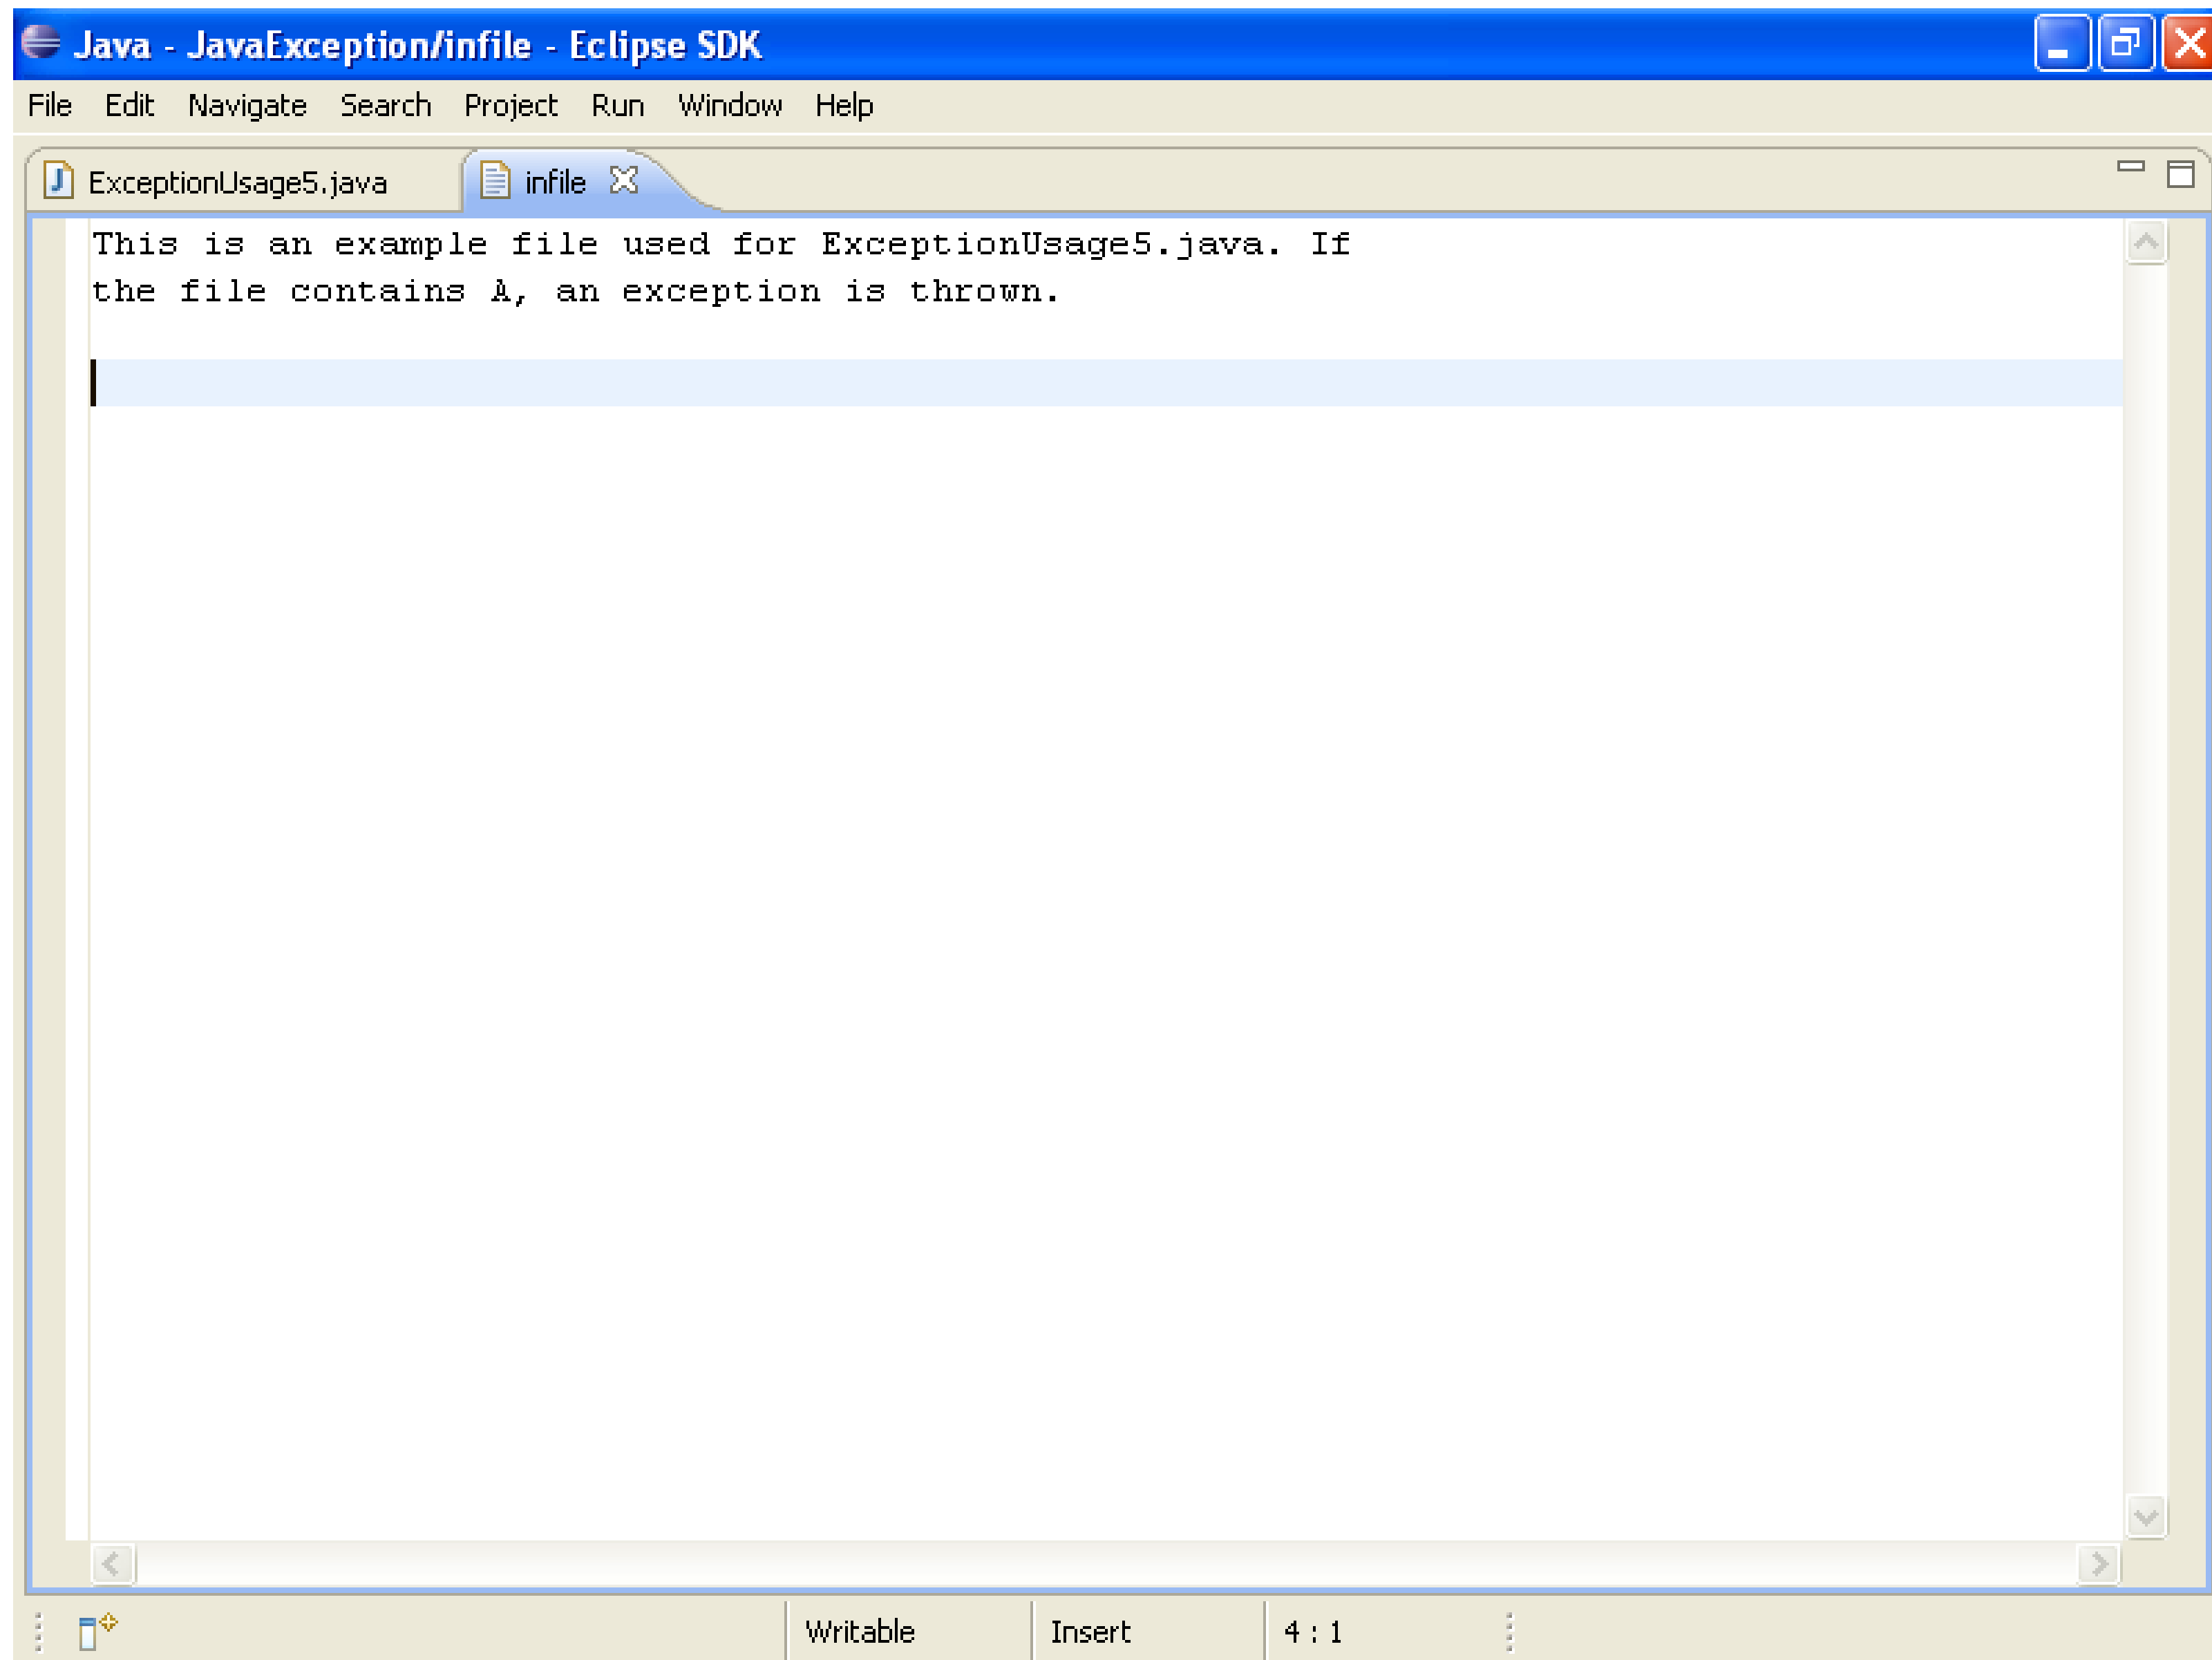 Java - JavaException/infile - Eclipse SDK
File Edit Navigate Search Project Run Window Help
ExceptionUsage5.java infile
This is an example file used for ExceptionUsage5.java. If
the file contains A, an exception is thrown.
Writable Insert 4 : 1